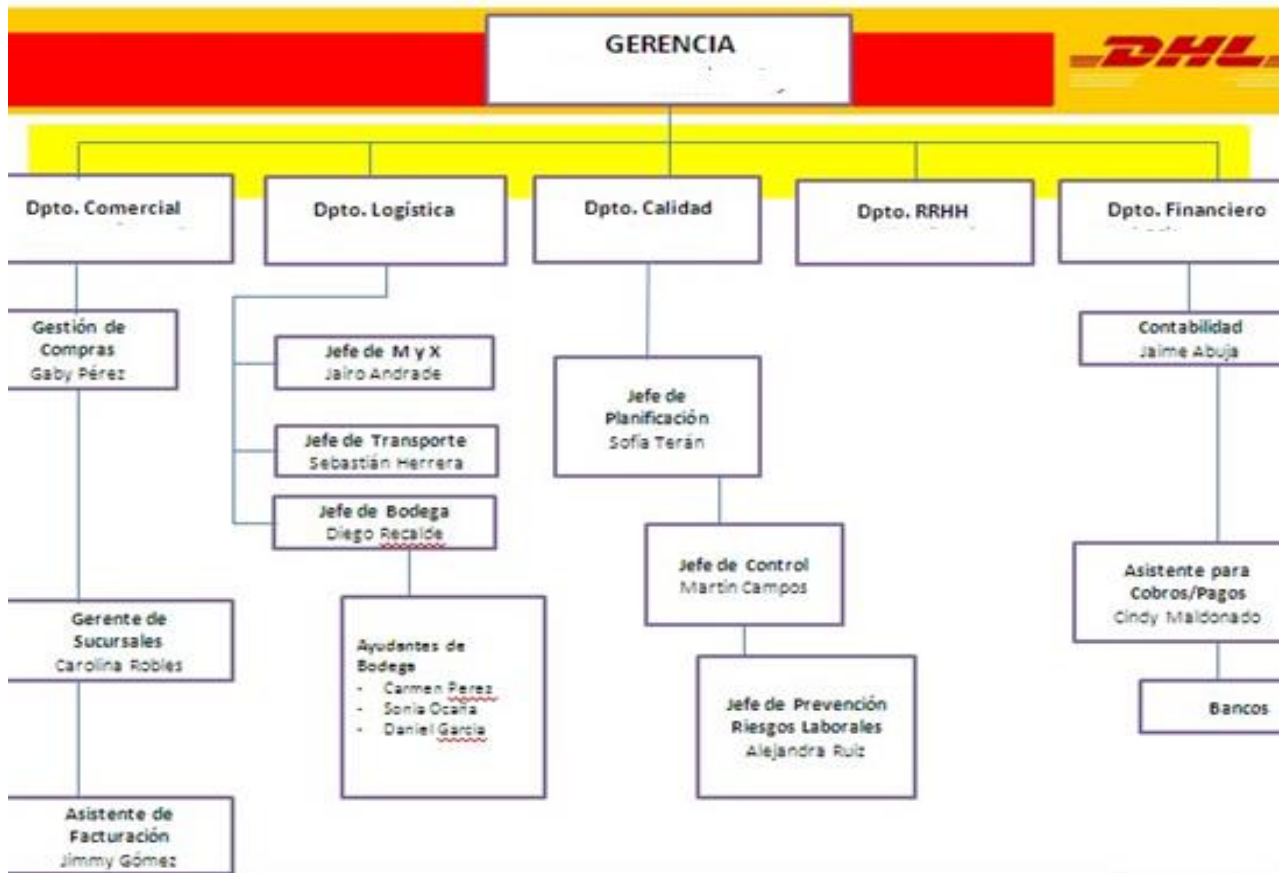 GERENCIA
DHL
Dpto. Comercial
Dpto. Logística
Dpto. Calidad
Dpto. RRHH
Dpto. Financiero
Gestión de
Compras
Gaby Pérez
Gerente de
Sucursales
Carolina Robles
Asistente de
Facturación
Jimmy Gómez
Jefe de M y X
Jairo Andrade
Jefe de Transporte
Sebastián Herrera
Jefe de Bodega
Diego Recalde
Ayudantes de
Bodega
- Carmen Perez
- Sonia Ocaña
- Daniel Garcia
Jefe de
Planificación
Sofía Terán
Jefe de Control
Martín Campos
Jefe de Prevención
Riesgos Laborales
Alejandra Ruiz
Contabilidad
Jaime Abuja
Asistente para
Cobros/Pagos
Cindy Maldonado
Bancos